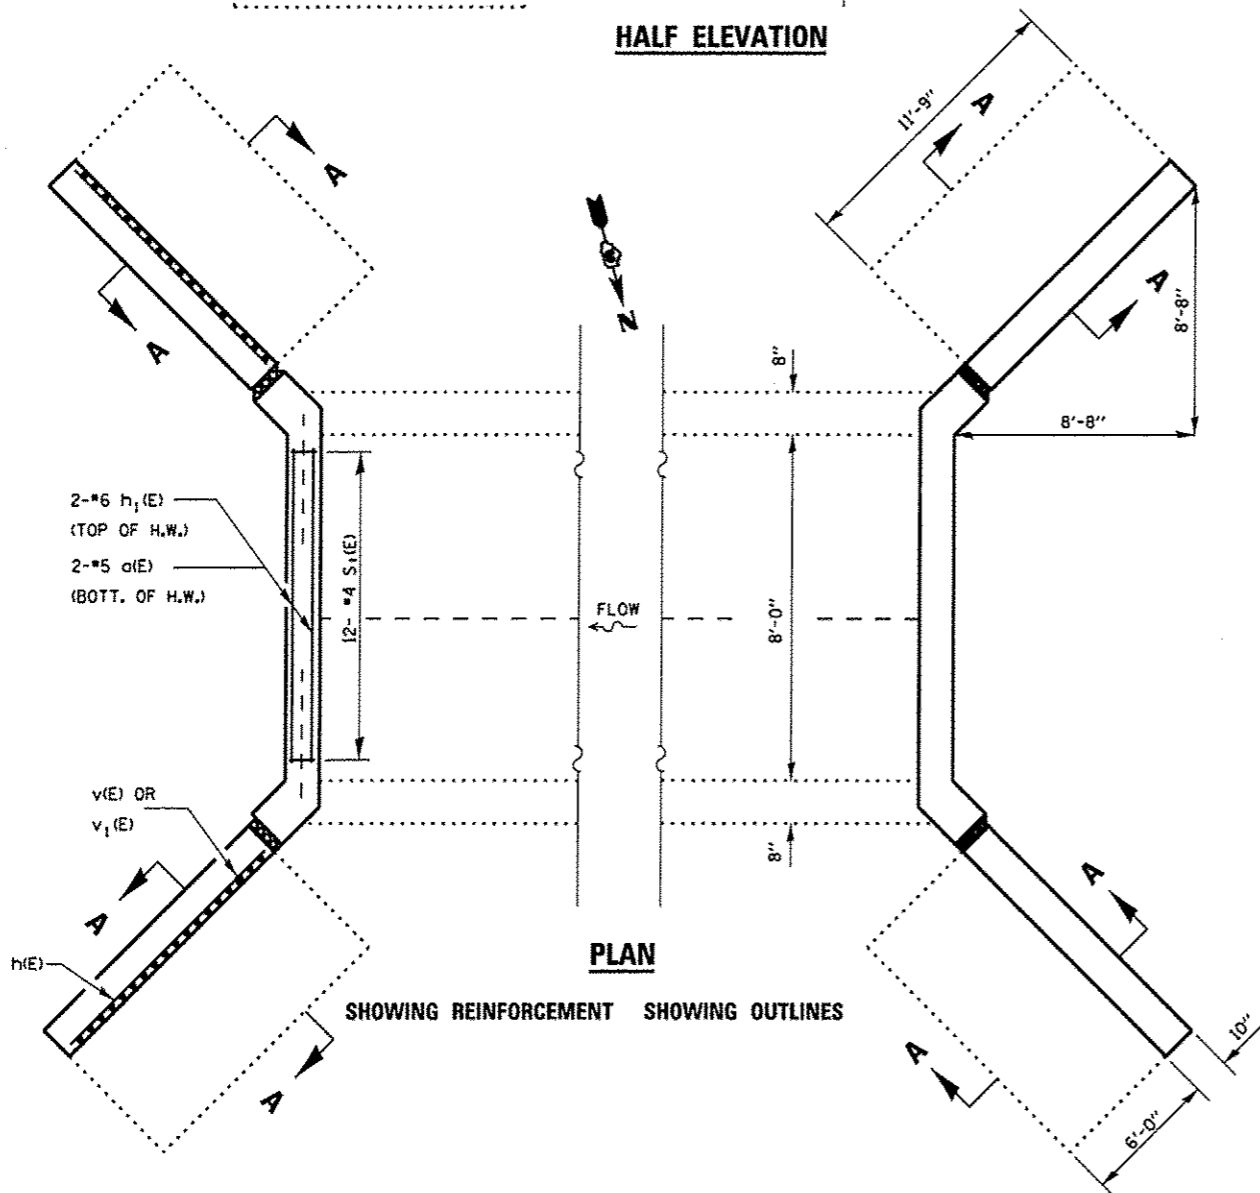 HALF ELEVATION
11'-9"
A
A
A
A
8'-8"
8'-8"
N
8"
2-#6 h₁(E)
(TOP OF H.W.)
2-#5 a(E)
(BOTT. OF H.W.)
12- #4 S₁(E)
FLOW
8'-0"
v(E) OR
v₁(E)
8"
A
A
h(E)
PLAN
SHOWING REINFORCEMENT SHOWING OUTLINES
A
A
10"
6'-0"